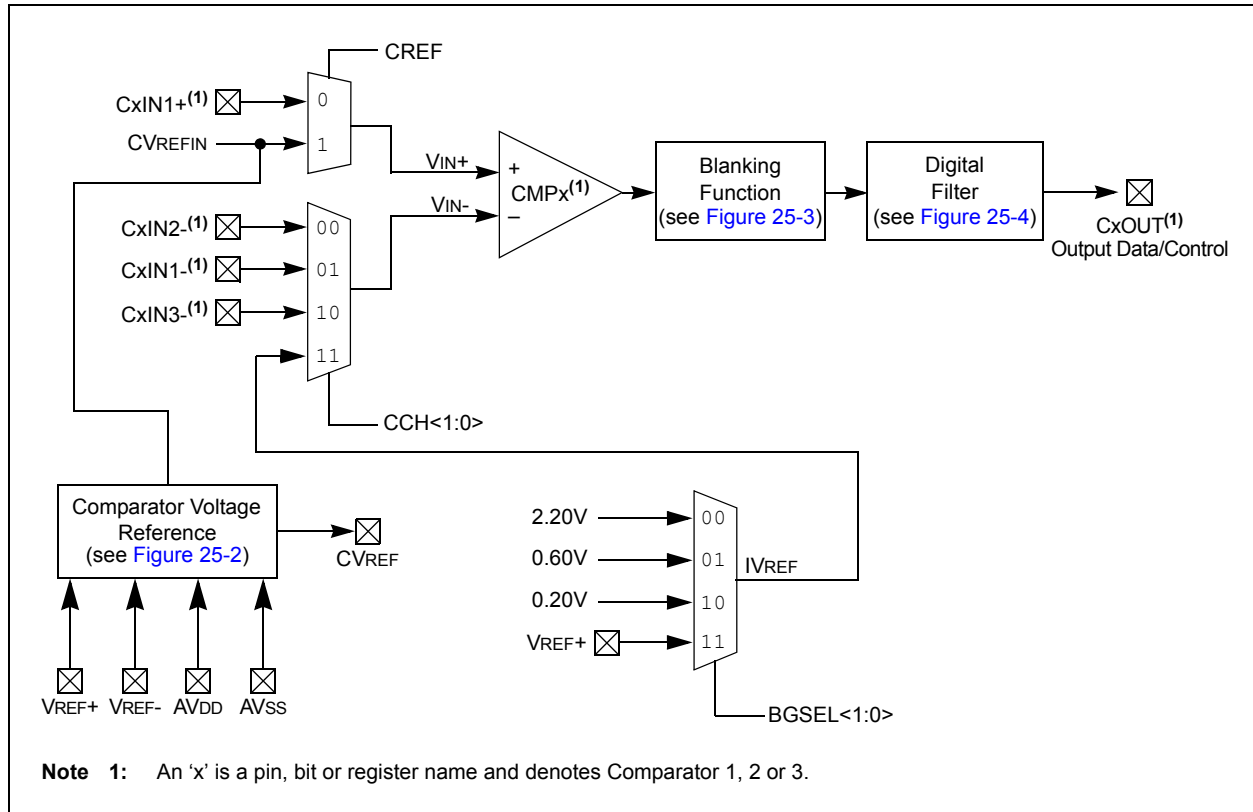 CREF
CxIN1+(1)
0
CVREFIN
1
VIN+
+
CMPx(1)
VIN-
–
Blanking
Function
(see Figure 25-3)
Digital
Filter
(see Figure 25-4)
CxOUT(1)
Output Data/Control
CxIN2-(1)
00
CxIN1-(1)
01
CxIN3-(1)
10
11
CCH<1:0>
Comparator Voltage
Reference
(see Figure 25-2)
CVREF
VREF+ VREF- AVDD AVSS
2.20V
00
0.60V
01
IVREF
0.20V
10
VREF+
11
BGSEL<1:0>
Note 1: An ‘x’ is a pin, bit or register name and denotes Comparator 1, 2 or 3.